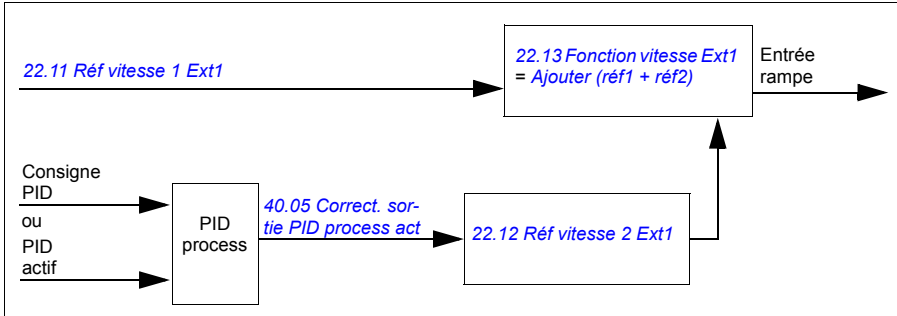 22.11 Réf vitesse 1 Ext1
22.13 Fonction vitesse Ext1
= Ajouter (réf1 + réf2)
Entrée
rampe
Consigne
PID
ou
PID
actif
PID
process
40.05 Correct. sor-
tie PID process act
22.12 Réf vitesse 2 Ext1